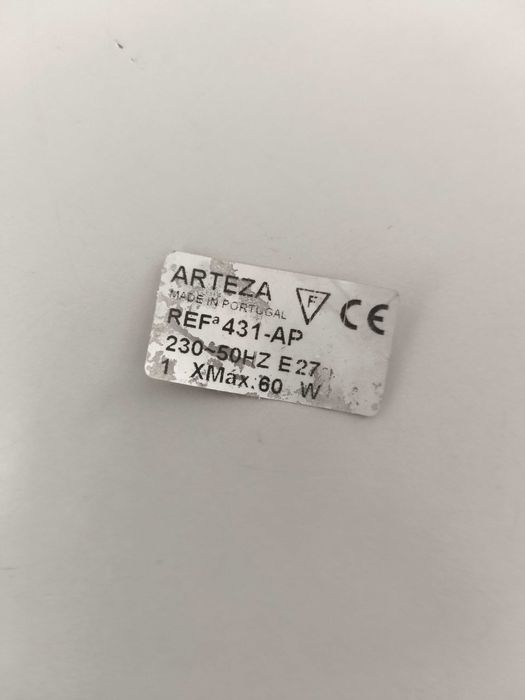 ARTEZA
MADE IN PORTUGAL
F
CE
REFª 431-AP
230~50HZ E27
1 XMáx.60 W